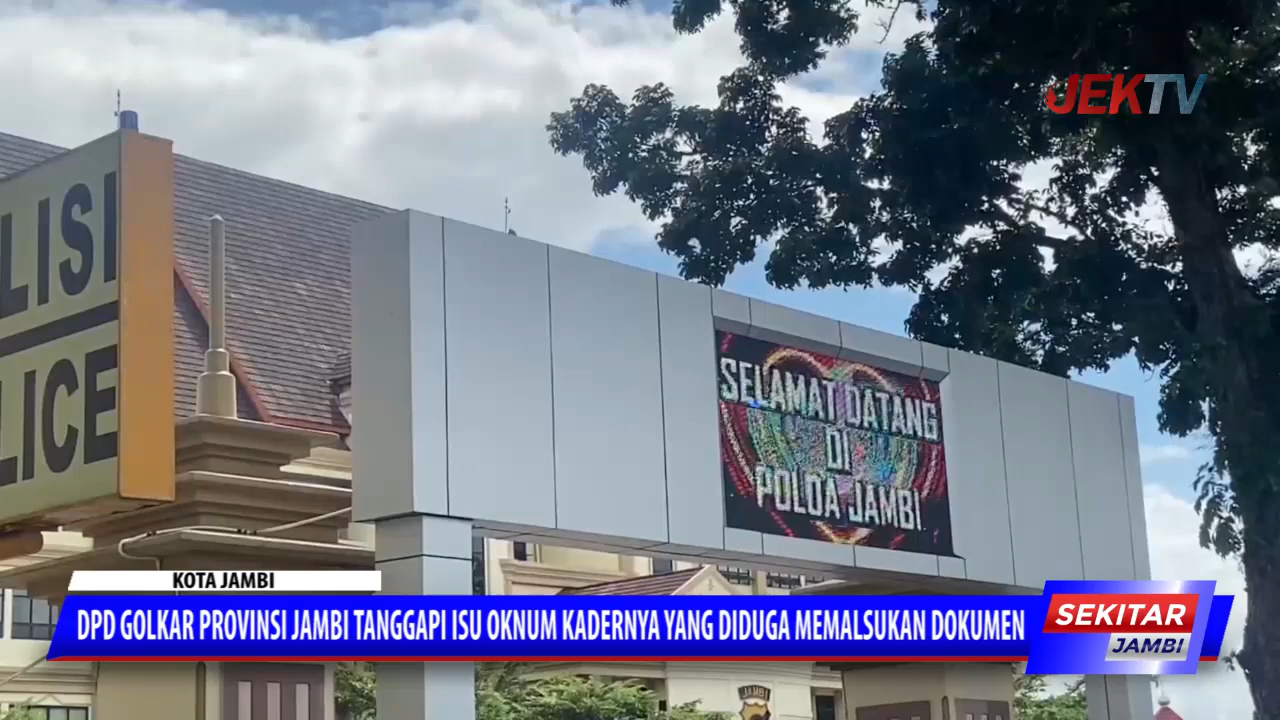 JEKTV
LISI
LICE
SELAMAT DATANG
DI
POLDA JAMBI
KOTA JAMBI
DPD GOLKAR PROVINSI JAMBI TANGGAPI ISU OKNUM KADERNYA YANG DIDUGA MEMALSUKAN DOKUMEN
SEKITAR
JAMBI
JAMBI